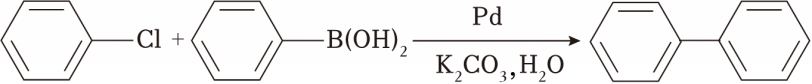 Cl + B(OH)₂ Pd
K₂CO₃,H₂O